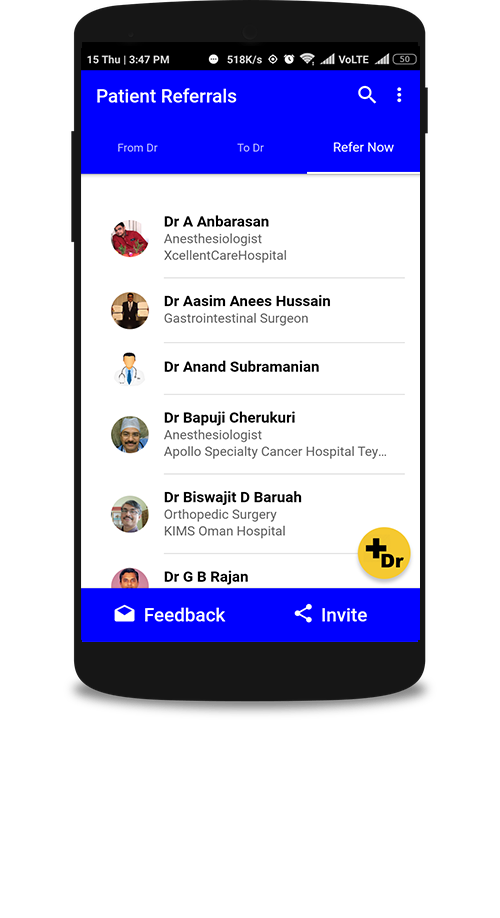 15 Thu | 3:47 PM 518K/s VoLTE 50
Patient Referrals
From Dr To Dr Refer Now
Dr A Anbarasan
Anesthesiologist
XcellentCareHospital
Dr Aasim Anees Hussain
Gastrointestinal Surgeon
Dr Anand Subramanian
Dr Bapuji Cherukuri
Anesthesiologist
Apollo Specialty Cancer Hospital Tey...
Dr Biswajit D Baruah
Orthopedic Surgery
KIMS Oman Hospital
+Dr
Dr G B Rajan
Feedback Invite